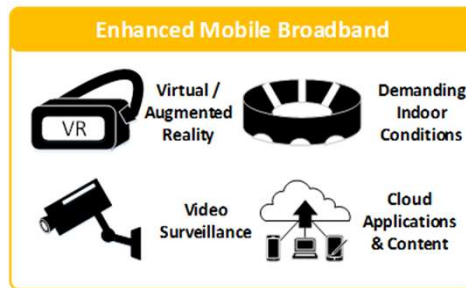 Enhanced Mobile Broadband
VR
Virtual /
Augmented
Reality
Demanding
Indoor
Conditions
Video
Surveillance
Cloud
Applications
& Content